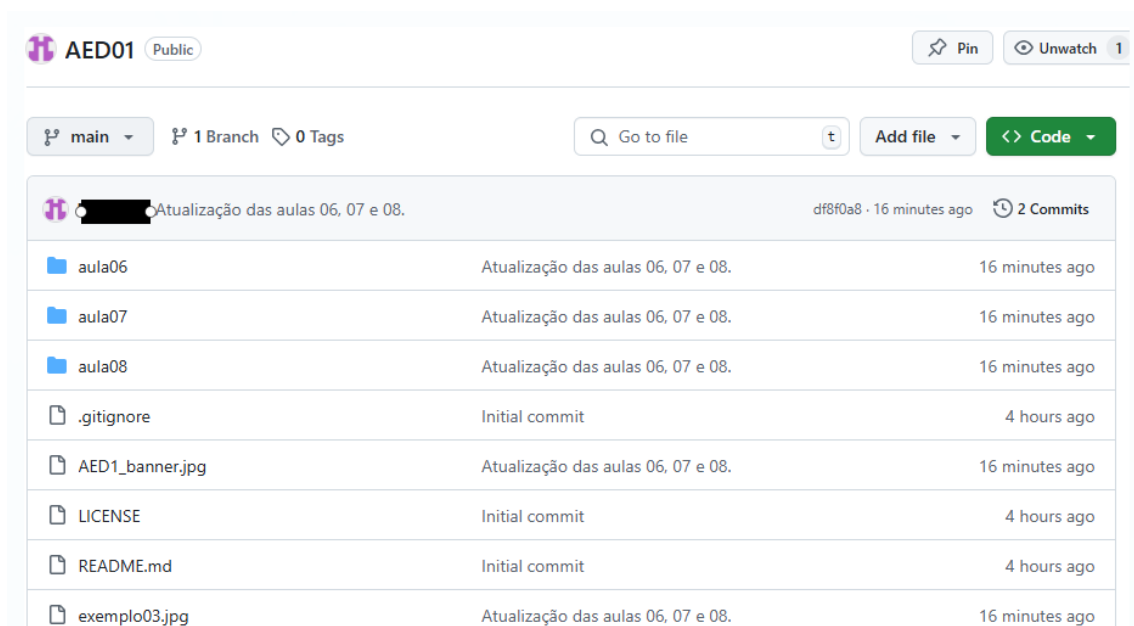 AED01 Public Pin Unwatch 1
main 1 Branch 0 Tags Go to file t Add file <> Code
Atualização das aulas 06, 07 e 08. df8f0a8 · 16 minutes ago 2 Commits
aula06 Atualização das aulas 06, 07 e 08. 16 minutes ago
aula07 Atualização das aulas 06, 07 e 08. 16 minutes ago
aula08 Atualização das aulas 06, 07 e 08. 16 minutes ago
.gitignore Initial commit 4 hours ago
AED1_banner.jpg Atualização das aulas 06, 07 e 08. 16 minutes ago
LICENSE Initial commit 4 hours ago
README.md Initial commit 4 hours ago
exemplo03.jpg Atualização das aulas 06, 07 e 08. 16 minutes ago